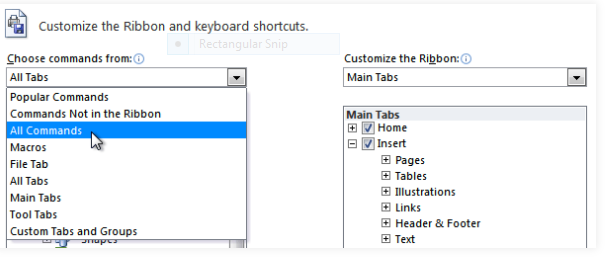 Customize the Ribbon and keyboard shortcuts.
Rectangular Snip
Choose commands from:
All Tabs
Popular Commands
Commands Not in the Ribbon
All Commands
Macros
File Tab
All Tabs
Main Tabs
Tool Tabs
Custom Tabs and Groups
Shapes
Customize the Ribbon:
Main Tabs
Main Tabs
Home
Insert
Pages
Tables
Illustrations
Links
Header & Footer
Text